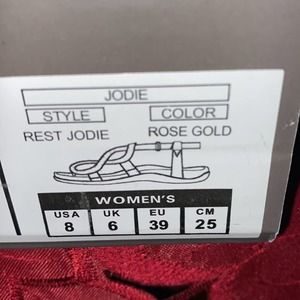 JODIE
STYLE COLOR
REST JODIE ROSE GOLD
WOMEN'S
USA UK EU CM
8 6 39 25